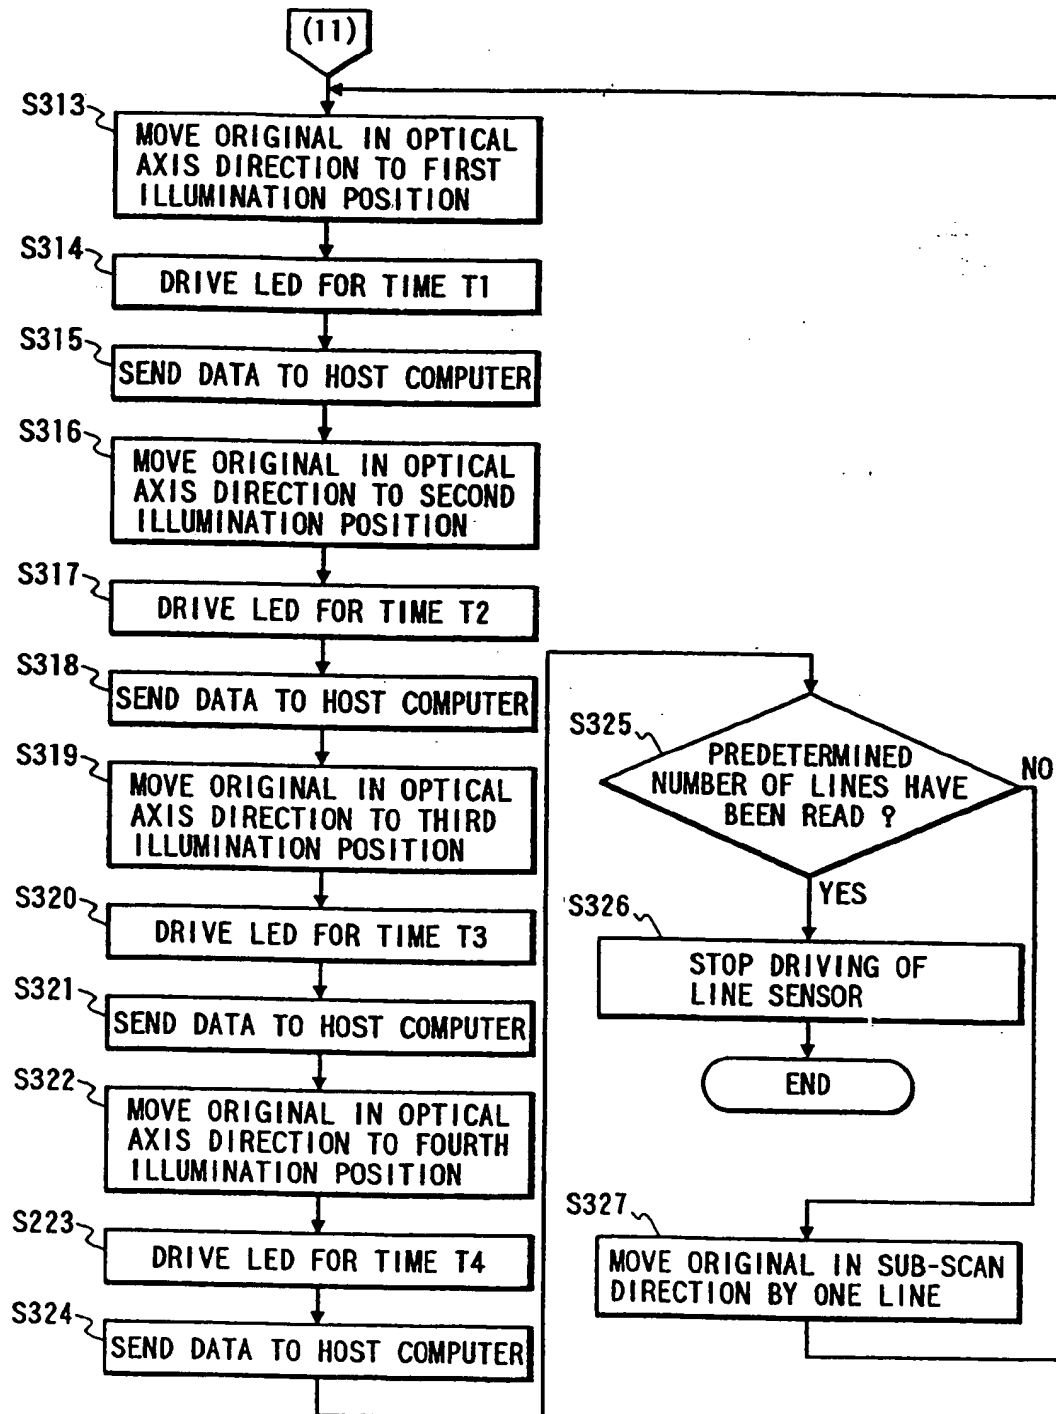 (11)
S313
MOVE ORIGINAL IN OPTICAL
AXIS DIRECTION TO FIRST
ILLUMINATION POSITION
S314
DRIVE LED FOR TIME T1
S315
SEND DATA TO HOST COMPUTER
S316
MOVE ORIGINAL IN OPTICAL
AXIS DIRECTION TO SECOND
ILLUMINATION POSITION
S317
DRIVE LED FOR TIME T2
S318
SEND DATA TO HOST COMPUTER
S319
MOVE ORIGINAL IN OPTICAL
AXIS DIRECTION TO THIRD
ILLUMINATION POSITION
S320
DRIVE LED FOR TIME T3
S321
SEND DATA TO HOST COMPUTER
S322
MOVE ORIGINAL IN OPTICAL
AXIS DIRECTION TO FOURTH
ILLUMINATION POSITION
S223
DRIVE LED FOR TIME T4
S324
SEND DATA TO HOST COMPUTER
S325
PREDETERMINED
NUMBER OF LINES HAVE
BEEN READ ?
NO
YES
S326
STOP DRIVING OF
LINE SENSOR
END
S327
MOVE ORIGINAL IN SUB-SCAN
DIRECTION BY ONE LINE